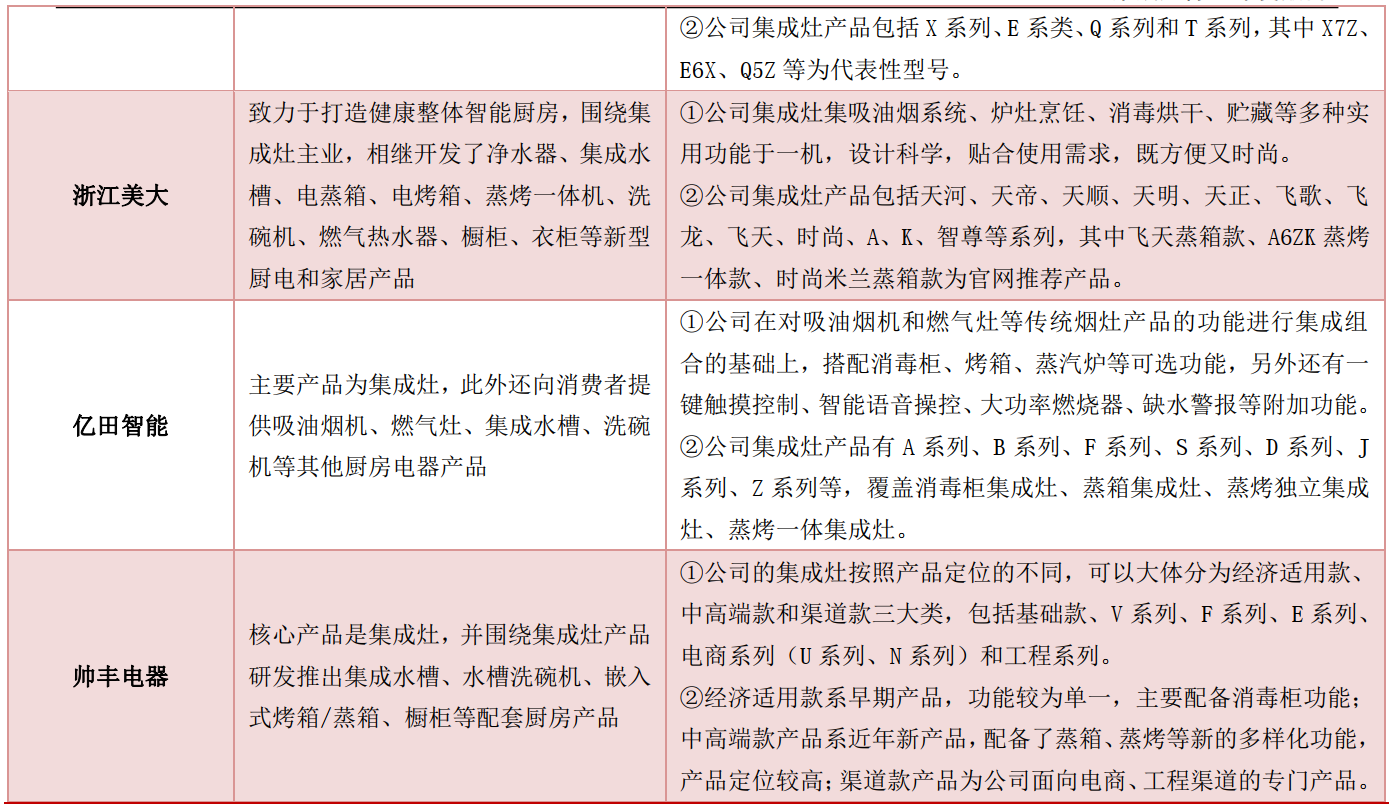 ②公司集成灶产品包括 X 系列、E 系类、Q 系列和 T 系列，其中 X7Z、
E6X、Q5Z 等为代表性型号。
浙江美大
致力于打造健康整体智能厨房，围绕集
成灶主业，相继开发了净水器、集成水
槽、电蒸箱、电烤箱、蒸烤一体机、洗
碗机、燃气热水器、橱柜、衣柜等新型
厨电和家居产品
①公司集成灶集吸油烟系统、炉灶烹饪、消毒烘干、贮藏等多种实
用功能于一机，设计科学，贴合使用需求，既方便又时尚。
②公司集成灶产品包括天河、天帝、天顺、天明、天正、飞歌、飞
龙、飞天、时尚、A、K、智尊等系列，其中飞天蒸箱款、A6ZK 蒸烤
一体款、时尚米兰蒸箱款为官网推荐产品。
亿田智能
主要产品为集成灶，此外还向消费者提
供吸油烟机、燃气灶、集成水槽、洗碗
机等其他厨房电器产品
①公司在对吸油烟机和燃气灶等传统烟灶产品的功能进行集成组
合的基础上，搭配消毒柜、烤箱、蒸汽炉等可选功能，另外还有一
键触摸控制、智能语音操控、大功率燃烧器、缺水警报等附加功能。
②公司集成灶产品有 A 系列、B 系列、F 系列、S 系列、D 系列、J
系列、Z 系列等，覆盖消毒柜集成灶、蒸箱集成灶、蒸烤独立集成
灶、蒸烤一体集成灶。
帅丰电器
核心产品是集成灶，并围绕集成灶产品
研发推出集成水槽、水槽洗碗机、嵌入
式烤箱/蒸箱、橱柜等配套厨房产品
①公司的集成灶按照产品定位的不同，可以大体分为经济适用款、
中高端款和渠道款三大类，包括基础款、V 系列、F 系列、E 系列、
电商系列（U 系列、N 系列）和工程系列。
②经济适用款系早期产品，功能较为单一，主要配备消毒柜功能；
中高端款产品系近年新产品，配备了蒸箱、蒸烤等新的多样化功能，
产品定位较高；渠道款产品为公司面向电商、工程渠道的专门产品。